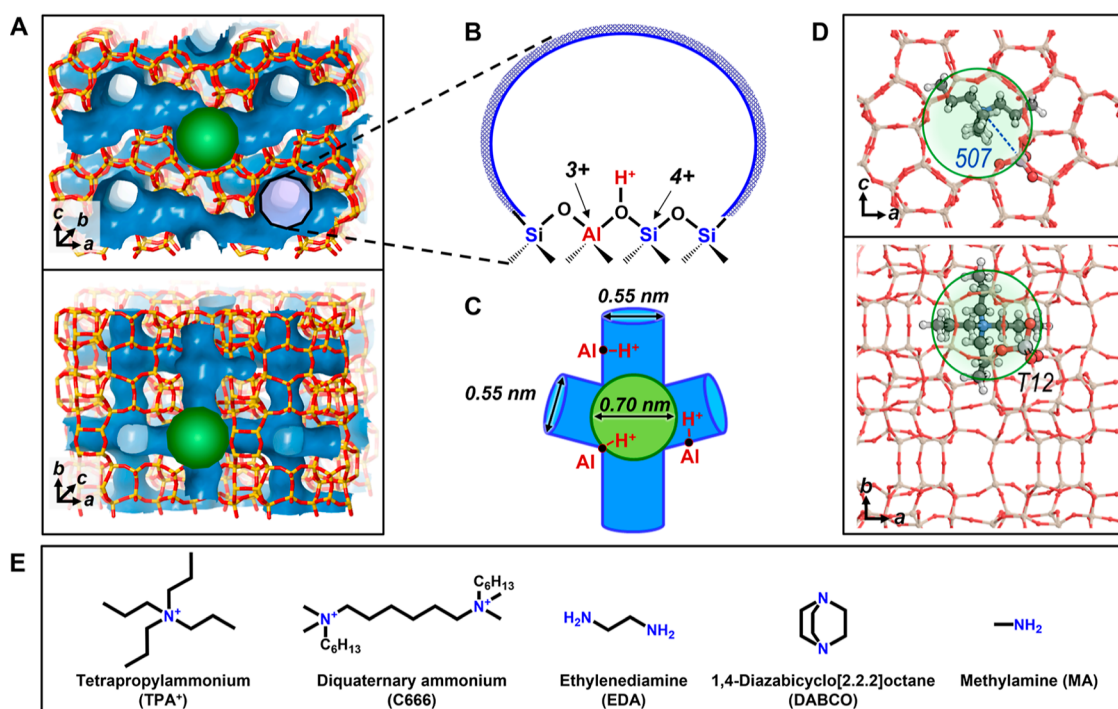 A
c
b
a
b
c
a
B
3+
H⁺
4+
O
O
O
Si
Al
Si
Si
C
0.55 nm
Al
H⁺
0.55 nm
0.70 nm
H⁺
Al
Al
D
507
c
a
T12
b
a
E
N⁺
Tetrapropylammonium
(TPA⁺)
C₆H₁₃
N⁺
N⁺
C₆H₁₃
Diquaternary ammonium
(C666)
H₂N
NH₂
Ethylenediamine
(EDA)
N
N
1,4-Diazabicyclo[2.2.2]octane
(DABCO)
NH₂
Methylamine (MA)